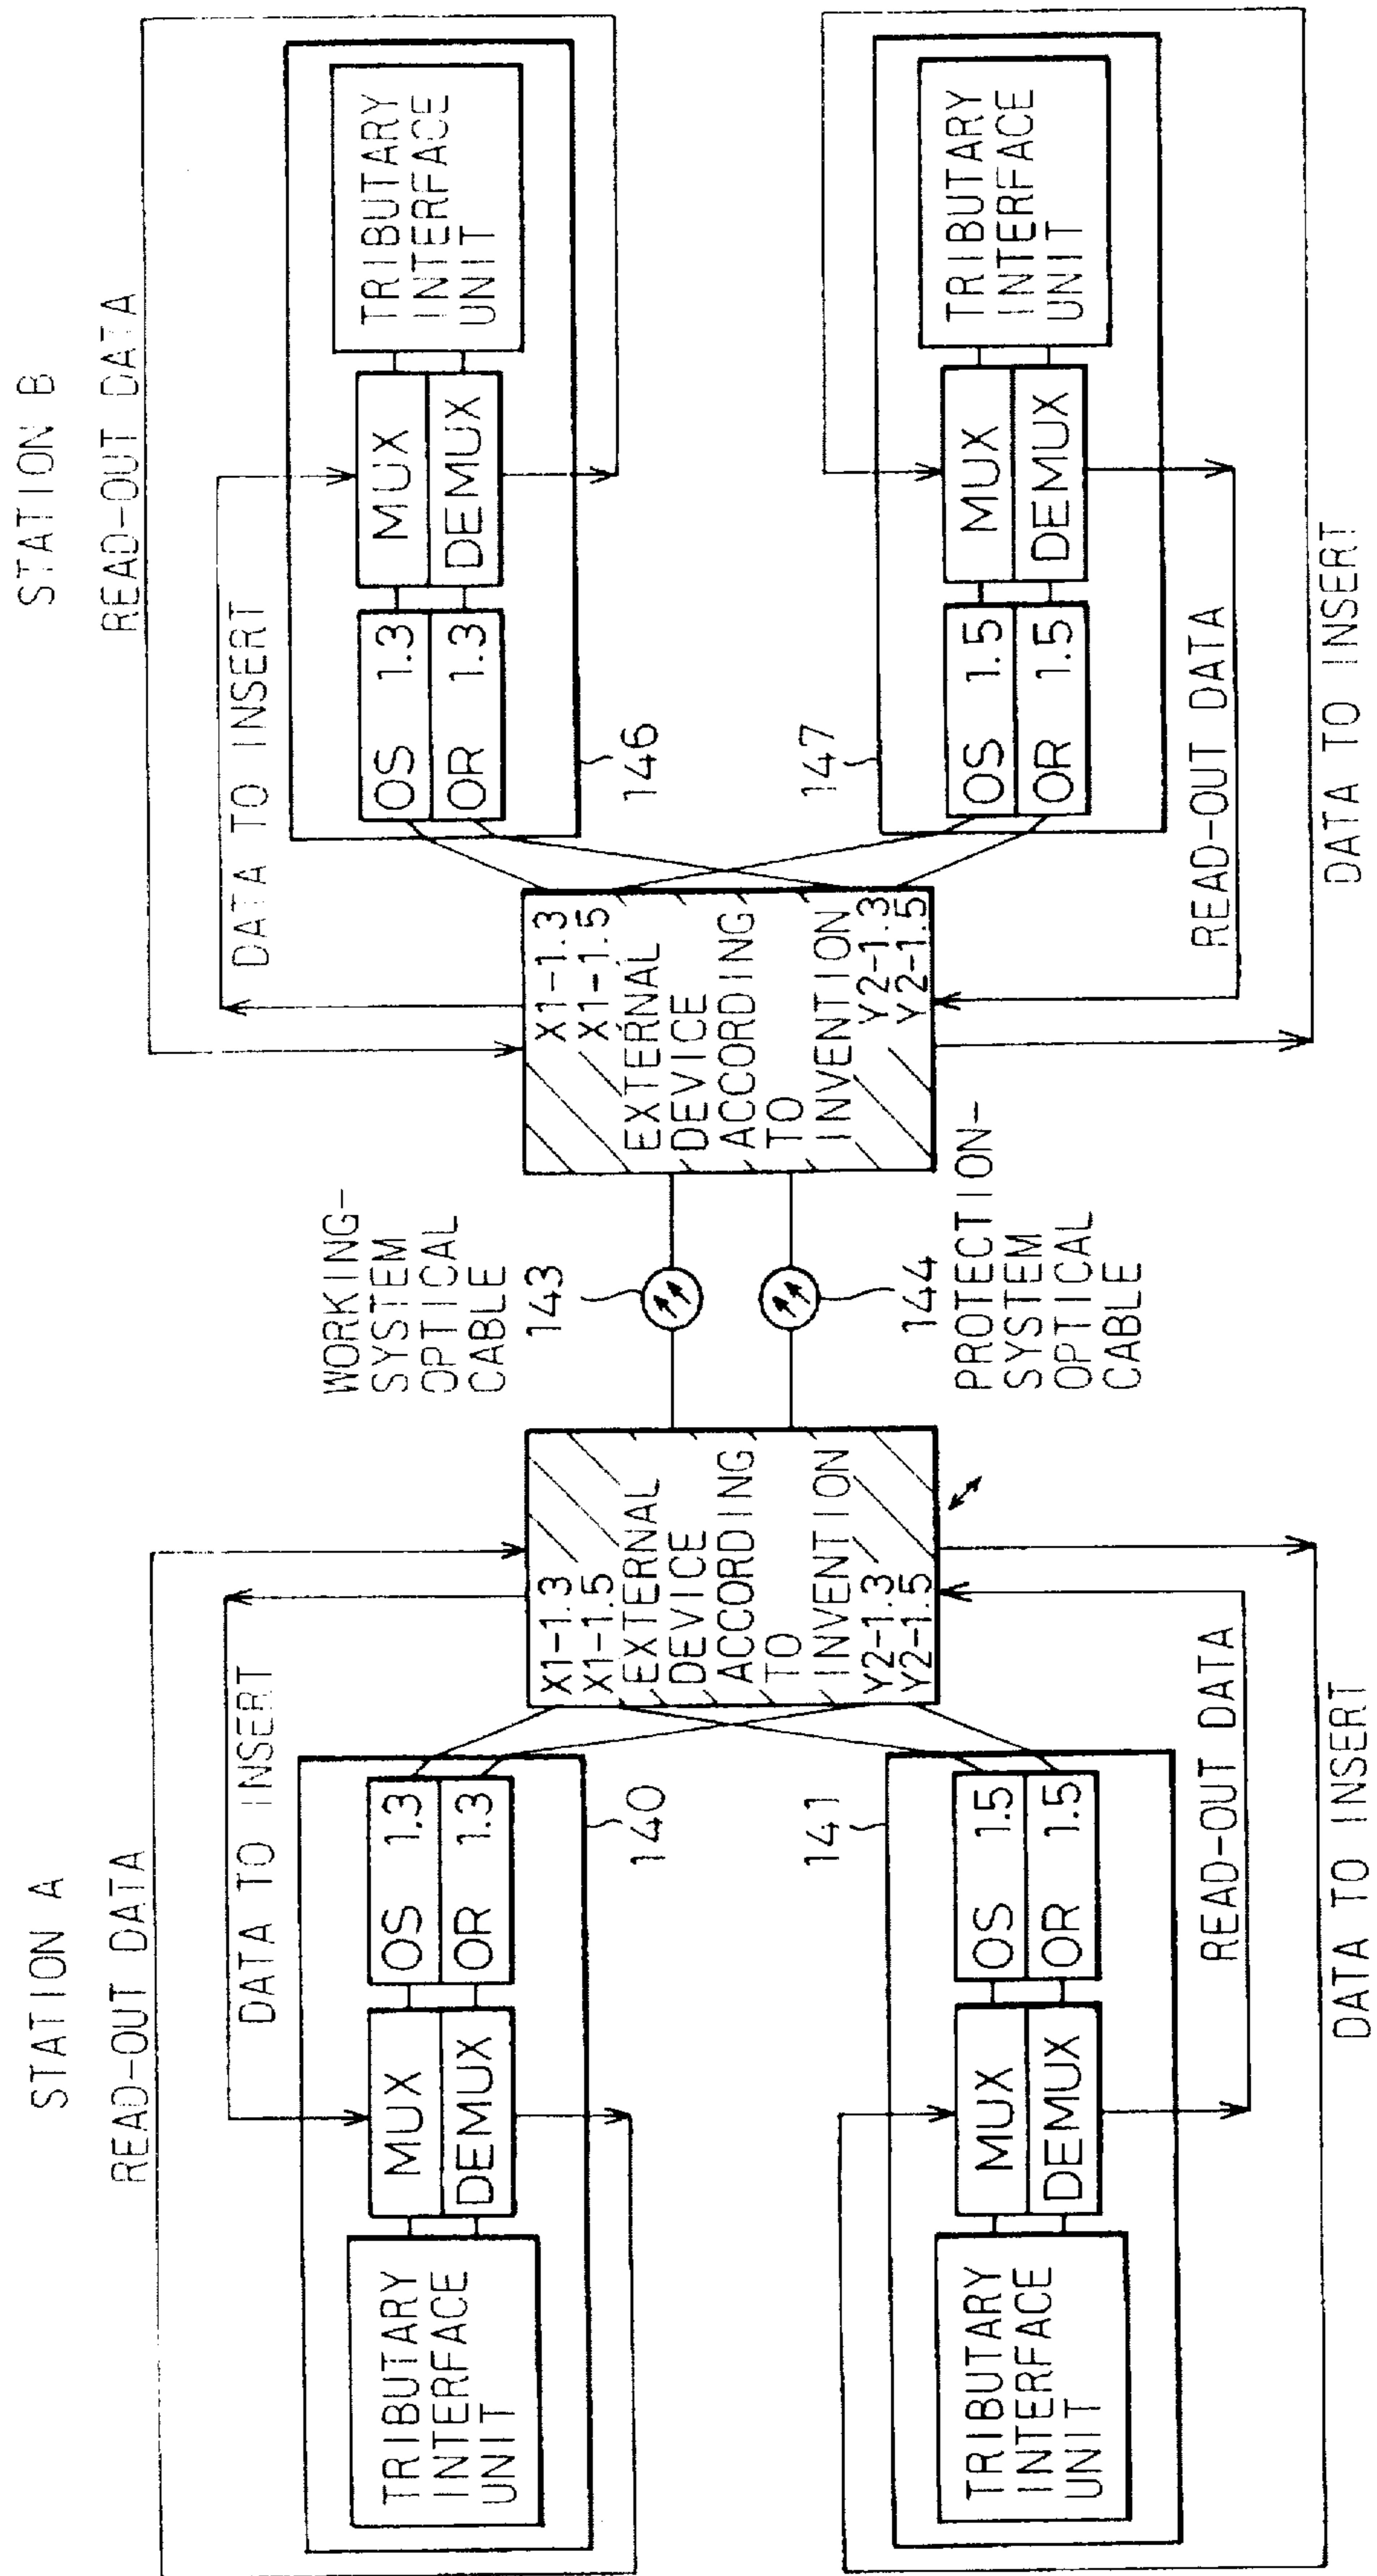 STATION A
READ-OUT DATA
DATA TO INSERT
TRIBUTARY
INTERFACE
UNIT
MUX
DEMUX
OS 1.3
OR 1.3
140
TRIBUTARY
INTERFACE
UNIT
MUX
DEMUX
OS 1.5
OR 1.5
141
READ-OUT DATA
DATA TO INSERT
X1-1.3
X1-1.5
EXTERNAL
DEVICE
ACCORDING
TO
INVENTION
Y2-1.3
Y2-1.5
WORKING-
SYSTEM
OPTICAL
CABLE
143
144
PROTECTION-
SYSTEM
OPTICAL
CABLE
STATION B
READ-OUT DATA
DATA TO INSERT
X1-1.3
X1-1.5
EXTERNAL
DEVICE
ACCORDING
TO
INVENTION
Y2-1.3
Y2-1.5
OS 1.3
OR 1.3
MUX
DEMUX
TRIBUTARY
INTERFACE
UNIT
146
147
OS 1.5
OR 1.5
MUX
DEMUX
TRIBUTARY
INTERFACE
UNIT
READ-OUT DATA
DATA TO INSERT